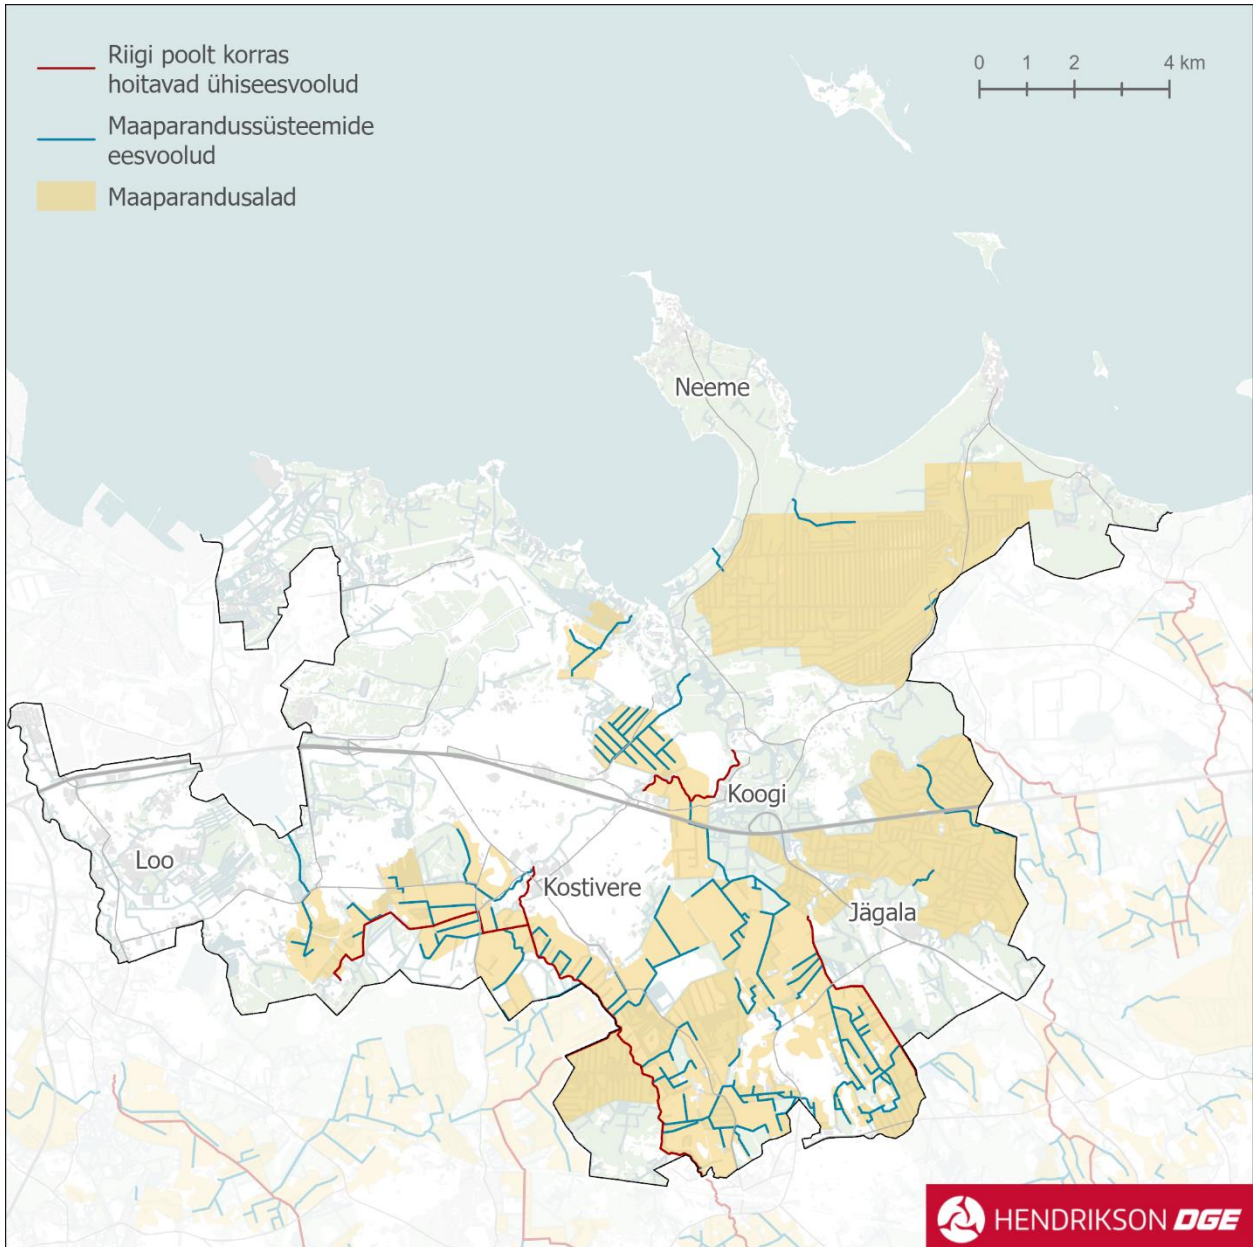 Riigi poolt korras
hoitavad ühiseesvoolud
Maaparandussüsteemide
eesvoolud
Maaparandusalad
0 1 2 4 km
Neeme
Koogi
Loo
Kostivere
Jägala
HENDRIKSON DGE